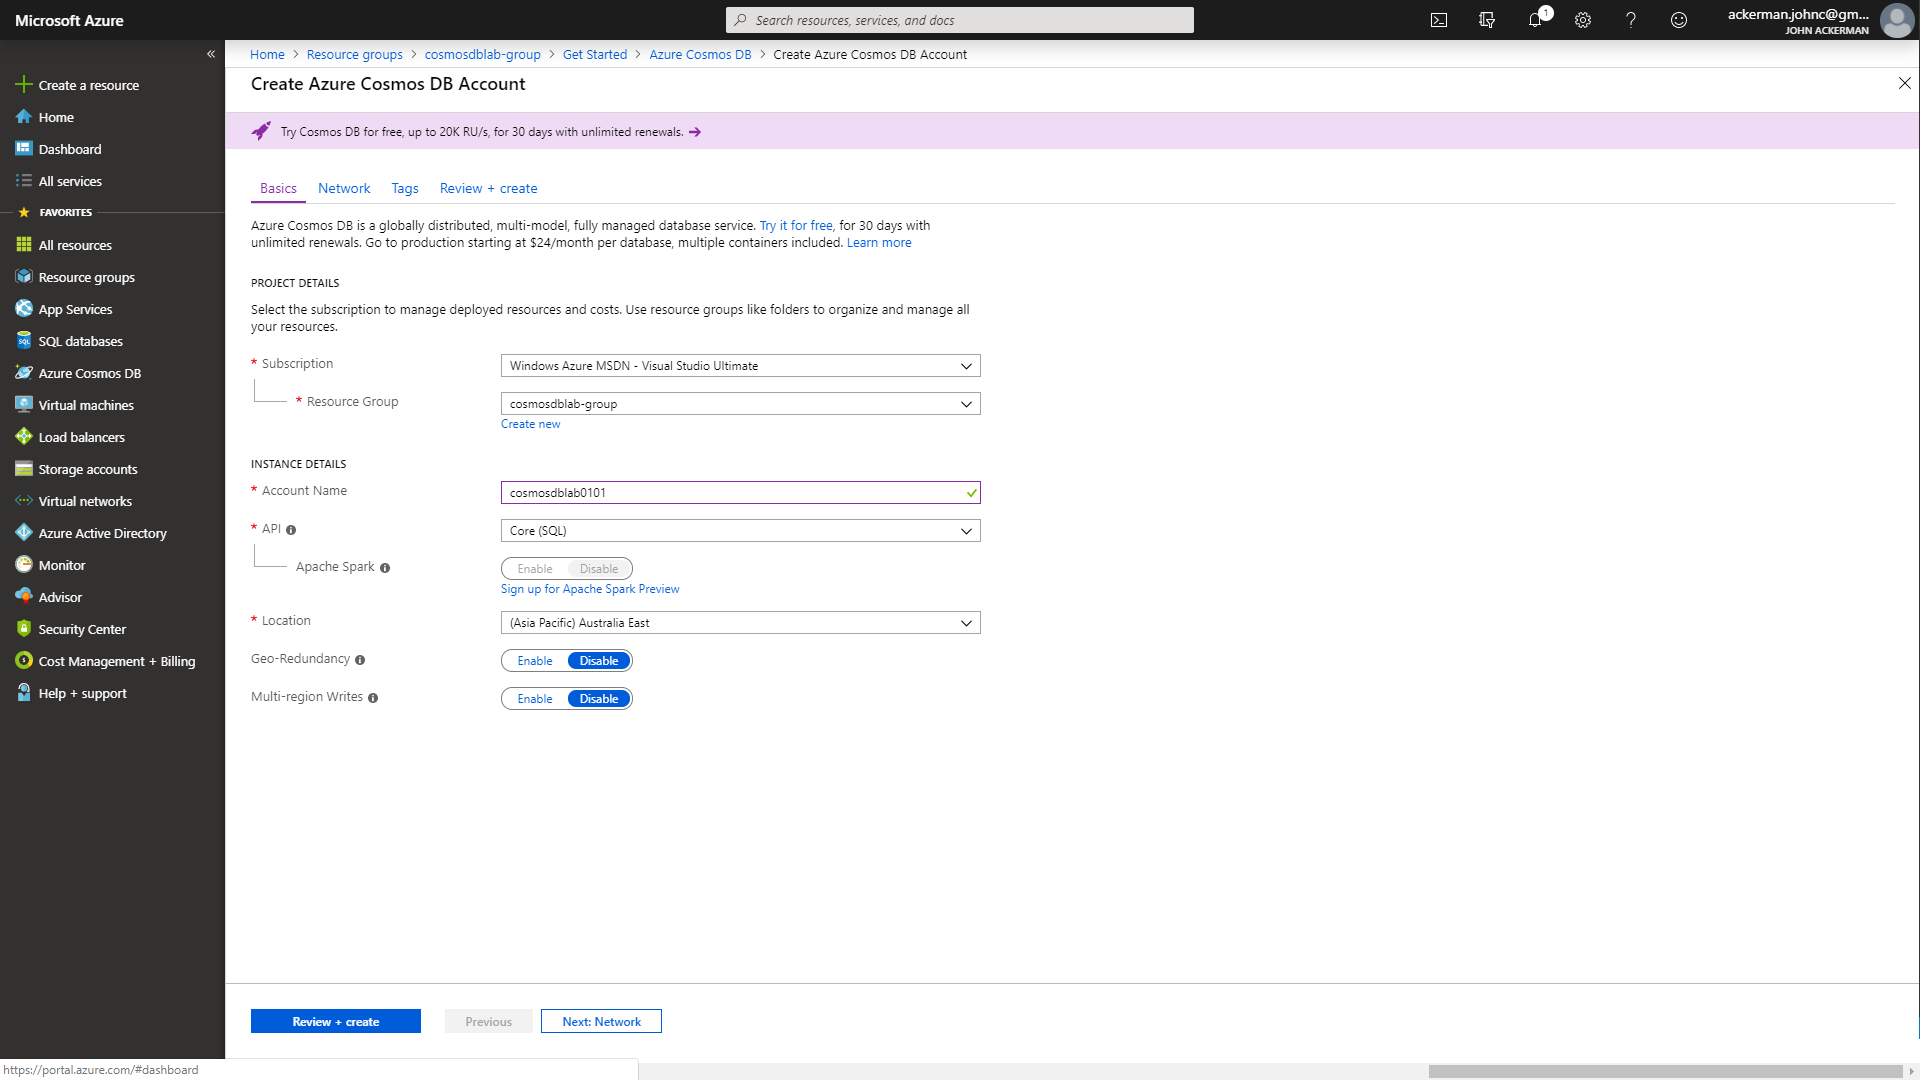 Microsoft Azure
Search resources, services, and docs
1
ackerman.johnc@gm...
JOHN ACKERMAN
«
Create a resource
Home
Dashboard
All services
FAVORITES
All resources
Resource groups
App Services
SQL databases
Azure Cosmos DB
Virtual machines
Load balancers
Storage accounts
Virtual networks
Azure Active Directory
Monitor
Advisor
Security Center
Cost Management + Billing
Help + support
Home > Resource groups > cosmosdblab-group > Get Started > Azure Cosmos DB > Create Azure Cosmos DB Account
Create Azure Cosmos DB Account
Try Cosmos DB for free, up to 20K RU/s, for 30 days with unlimited renewals. →
Basics Network Tags Review + create
Azure Cosmos DB is a globally distributed, multi-model, fully managed database service. Try it for free, for 30 days with
unlimited renewals. Go to production starting at $24/month per database, multiple containers included. Learn more
PROJECT DETAILS
Select the subscription to manage deployed resources and costs. Use resource groups like folders to organize and manage all
your resources.
* Subscription
Windows Azure MSDN - Visual Studio Ultimate
* Resource Group
cosmosdblab-group
Create new
INSTANCE DETAILS
* Account Name
cosmosdblab0101
* API
Core (SQL)
Apache Spark
Enable Disable
Sign up for Apache Spark Preview
* Location
(Asia Pacific) Australia East
Geo-Redundancy
Enable Disable
Multi-region Writes
Enable Disable
Review + create Previous Next: Network
https://portal.azure.com/#dashboard